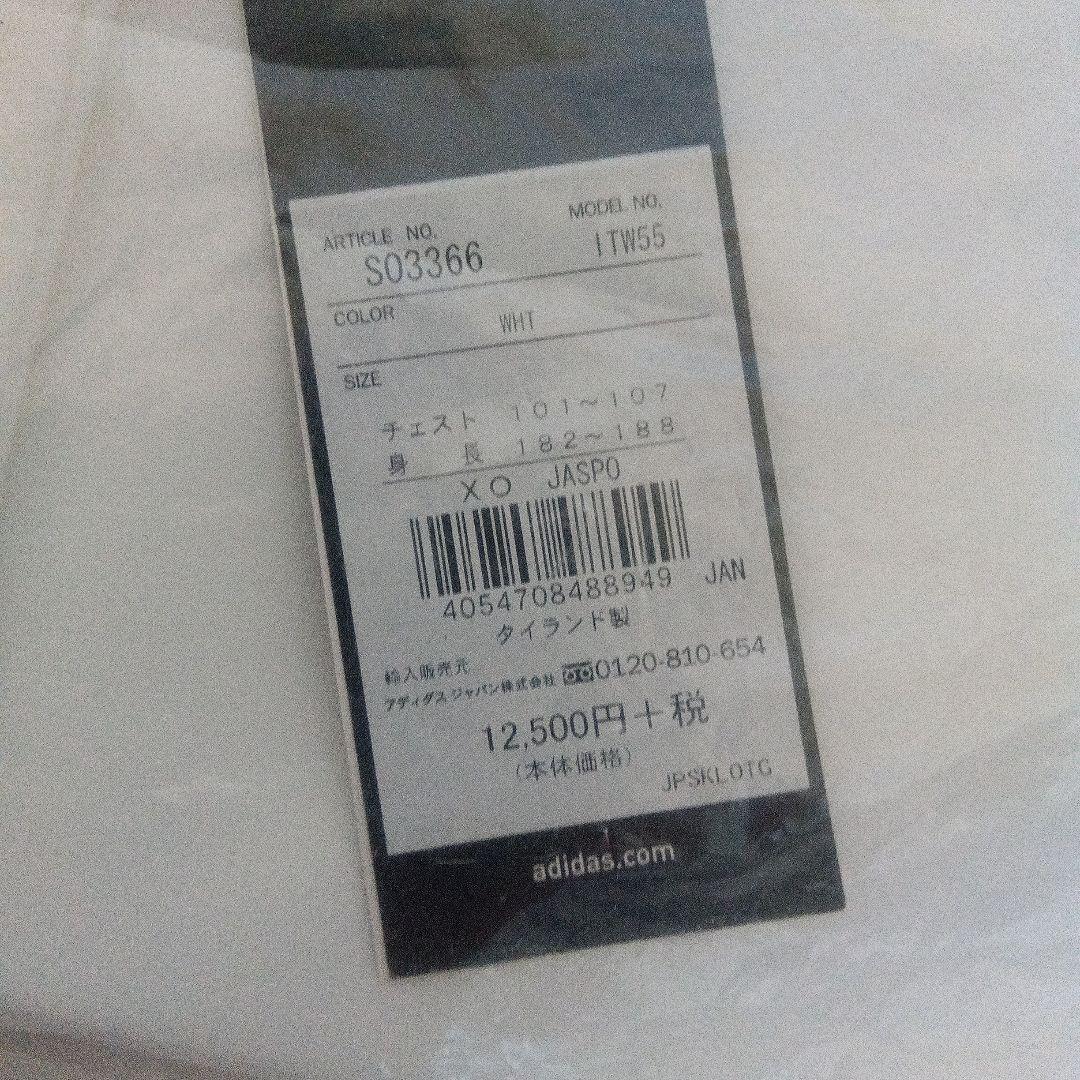 ARTICLE NO. MODEL NO.
S03366 ITW55
COLOR WHT
SIZE
チェスト 101~107
身 長 182~188
XO JASPO
4054708488949 JAN
タイランド製
輸入販売元
アディダスジャパン株式会社 0120-810-654
12,500円+税
(本体価格)
JPSKLOTG
adidas.com